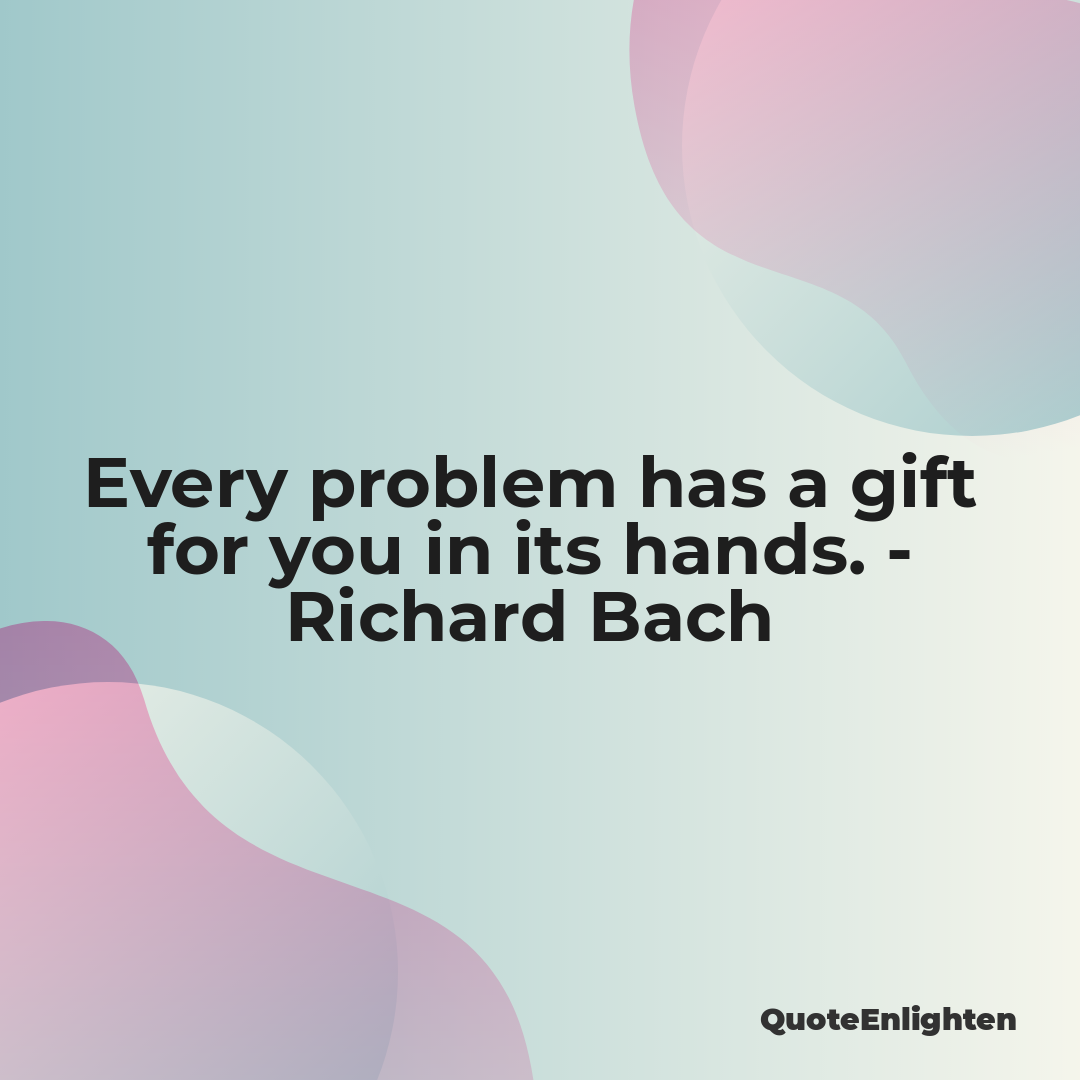 Every problem has a gift
for you in its hands. -
Richard Bach
QuoteEnlighten